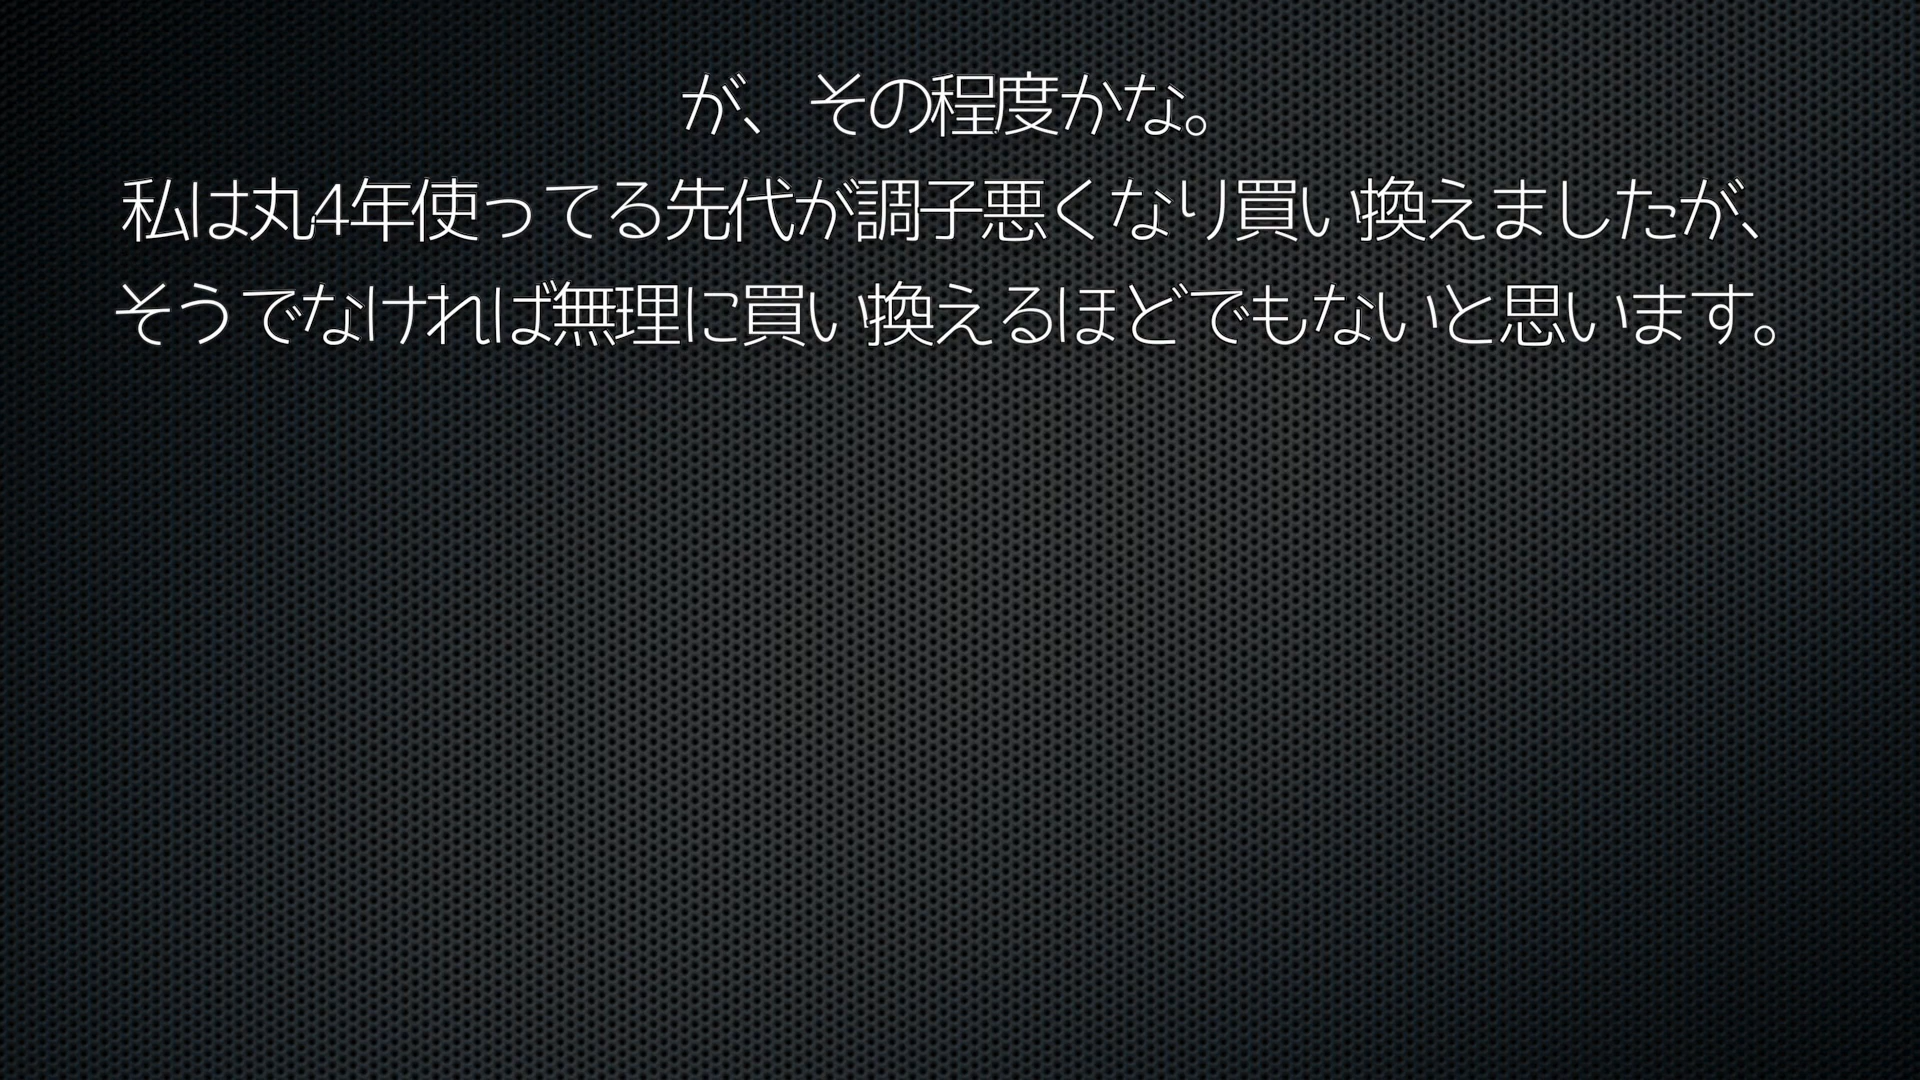 が、その程度かな。
私は丸4年使ってる先代が調子悪くなり買い換えましたが、
そうでなければ無理に買い換えるほどでもないと思います。